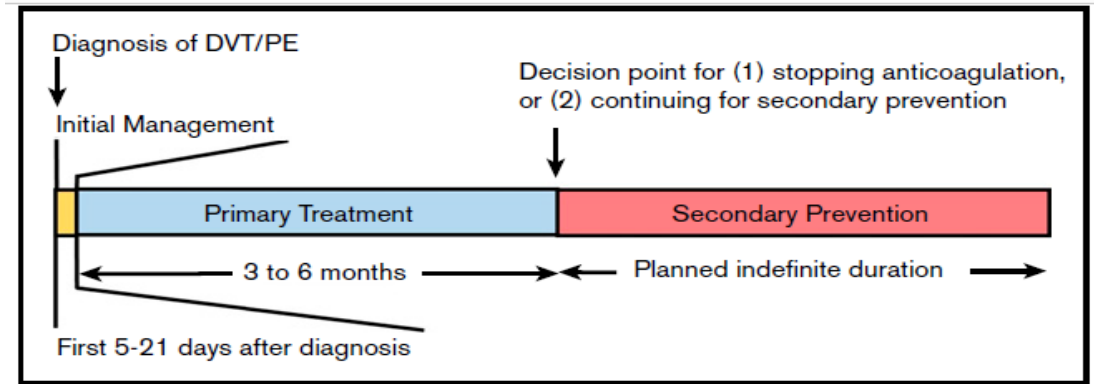 Diagnosis of DVT/PE
Decision point for (1) stopping anticoagulation,
or (2) continuing for secondary prevention
Initial Management
Primary Treatment
Secondary Prevention
3 to 6 months
Planned indefinite duration
First 5-21 days after diagnosis